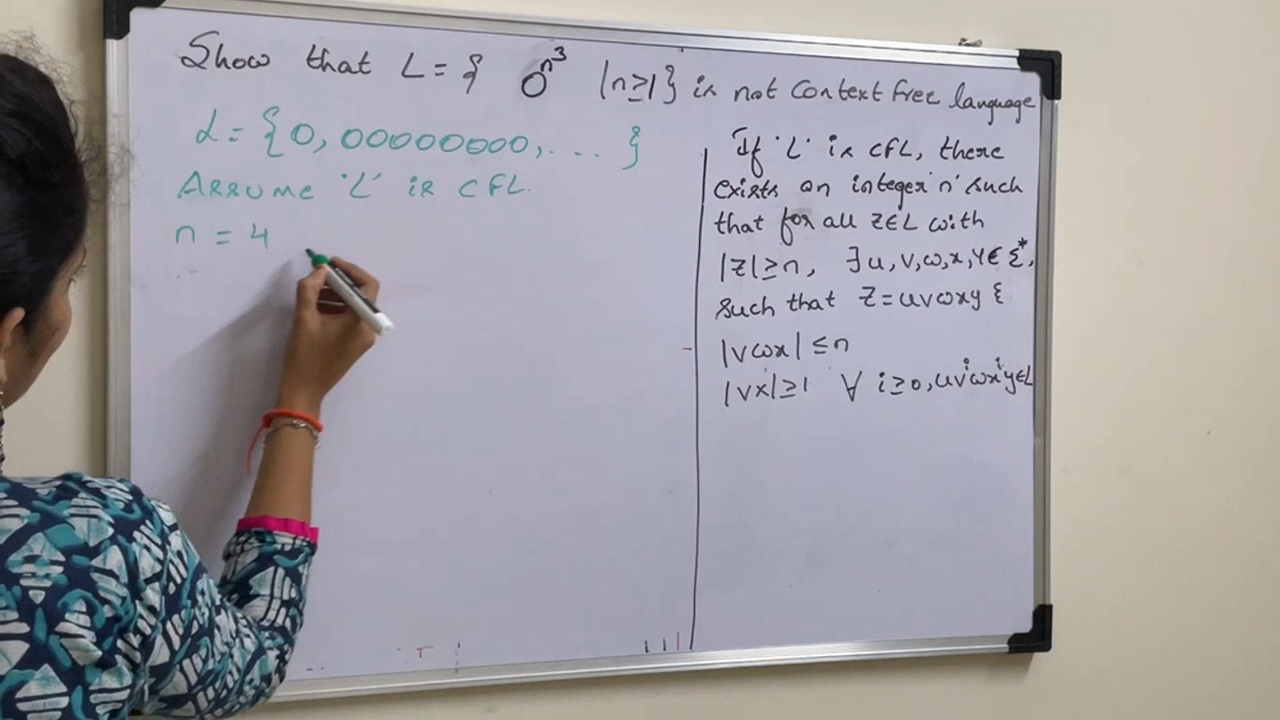 Show that L = { 0^n^3 | n≥1 } is not Context free language
L = { 0, 00000000, . . . }
Assume 'L' is CFL.
n = 4
If 'L' is CFL, there
exists an integer 'n' such
that for all Z∈L with
|Z| ≥ n, ∃ u, v, w, x, y ∈ Σ*,
such that Z = uvwxy &
|vwx| ≤ n
|vx| ≥ 1 ∀ i ≥ 0, uv^iwx^iy∈L